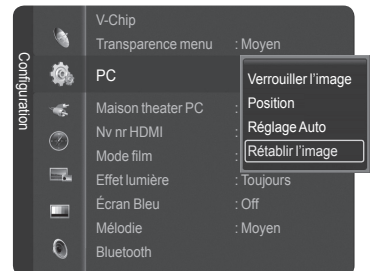 Configuration
V-Chip
Transparence menu : Moyen
PC
Verrouiller l'image
Position
Réglage Auto
Rétablir l'image
Maison theater PC :
Nv nr HDMI :
Mode film :
Effet lumière : Toujours
Écran Bleu : Off
Mélodie : Moyen
Bluetooth